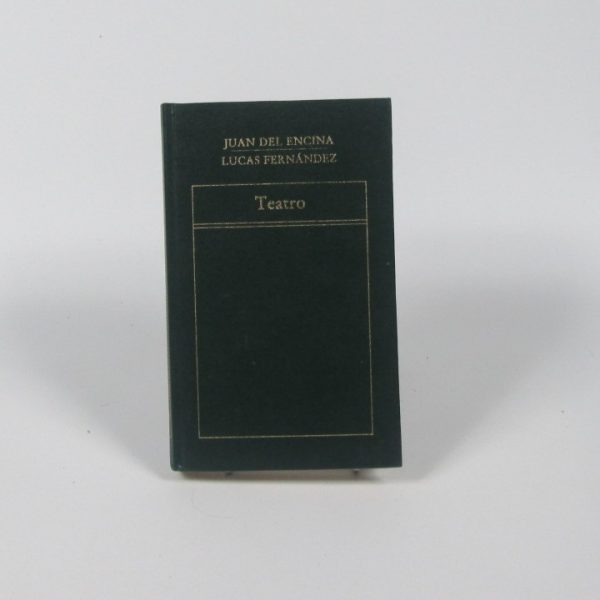 JUAN DEL ENCINA
LUCAS FERNÁNDEZ
Teatro